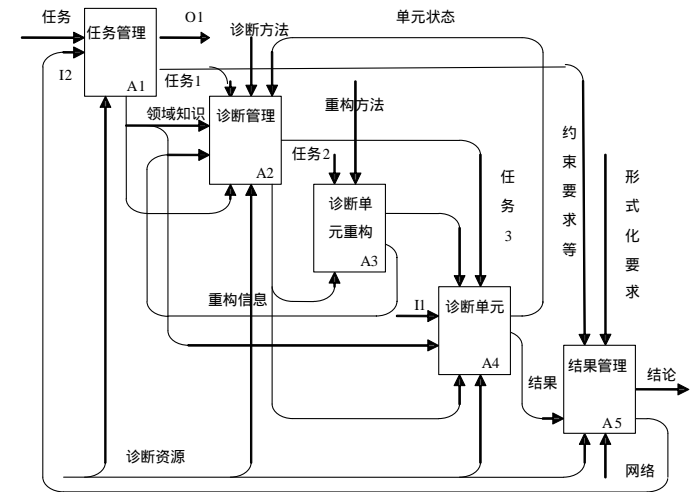 任务
O1
单元状态
任务管理
诊断方法
I2
任务1
A1
重构方法
领域知识
诊断管理
约束要求等
任务2
A2
任务3
形式化要求
诊断单
元重构
A3
重构信息
I1
诊断单元
A4
结果管理
结果
结论
A5
诊断资源
网络